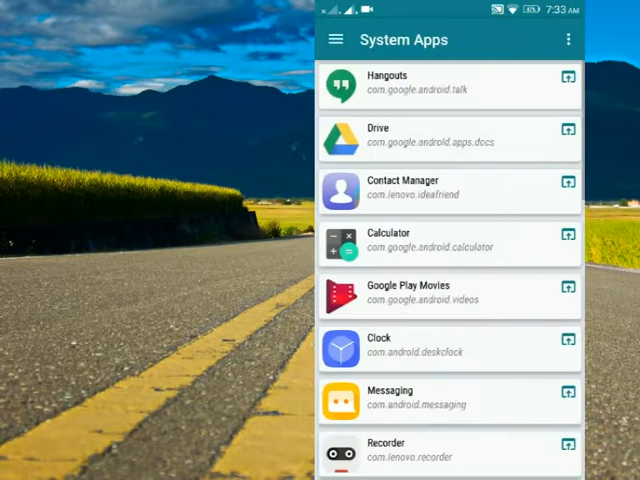 7:33 AM
System Apps
Hangouts
com.google.android.talk
Drive
com.google.android.apps.docs
Contact Manager
com.lenovo.ideafriend
Calculator
com.google.android.calculator
Google Play Movies
com.google.android.videos
Clock
com.android.deskclock
Messaging
com.android.messaging
Recorder
com.lenovo.recorder